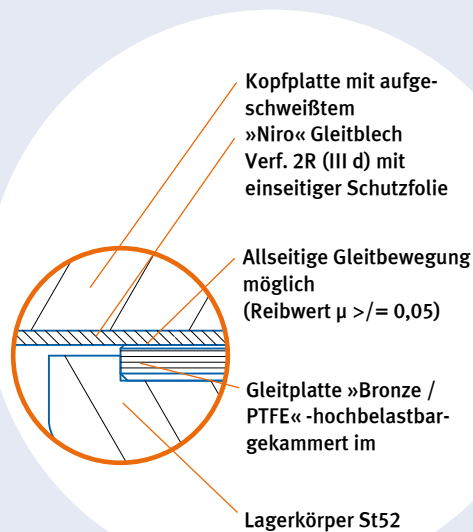 Kopfplatte mit aufge-
schweißtem
»Niro« Gleitblech
Verf. 2R (III d) mit
einseitiger Schutzfolie
Allseitige Gleitbewegung
möglich
(Reibwert µ >/= 0,05)
Gleitplatte »Bronze /
PTFE« -hochbelastbar-
gekammert im
Lagerkörper St52